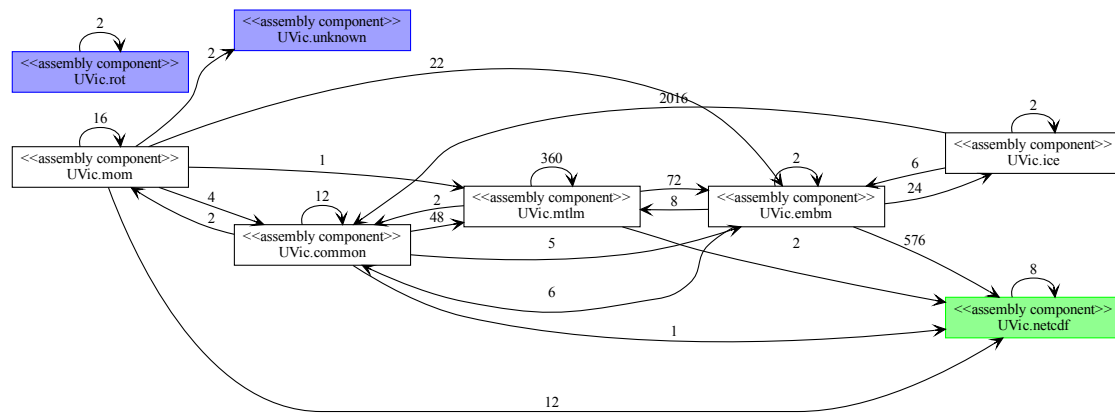 2
<<assembly component>>
UVic.rot
<<assembly component>>
UVic.unknown
2
22
2016
16
<<assembly component>>
UVic.mom
2
<<assembly component>>
UVic.ice
1
360
2
6
4
12
2
72
24
<<assembly component>>
UVic.mtlm
<<assembly component>>
UVic.embm
8
2
48
<<assembly component>>
UVic.common
5
2
576
8
6
<<assembly component>>
UVic.netcdf
1
12